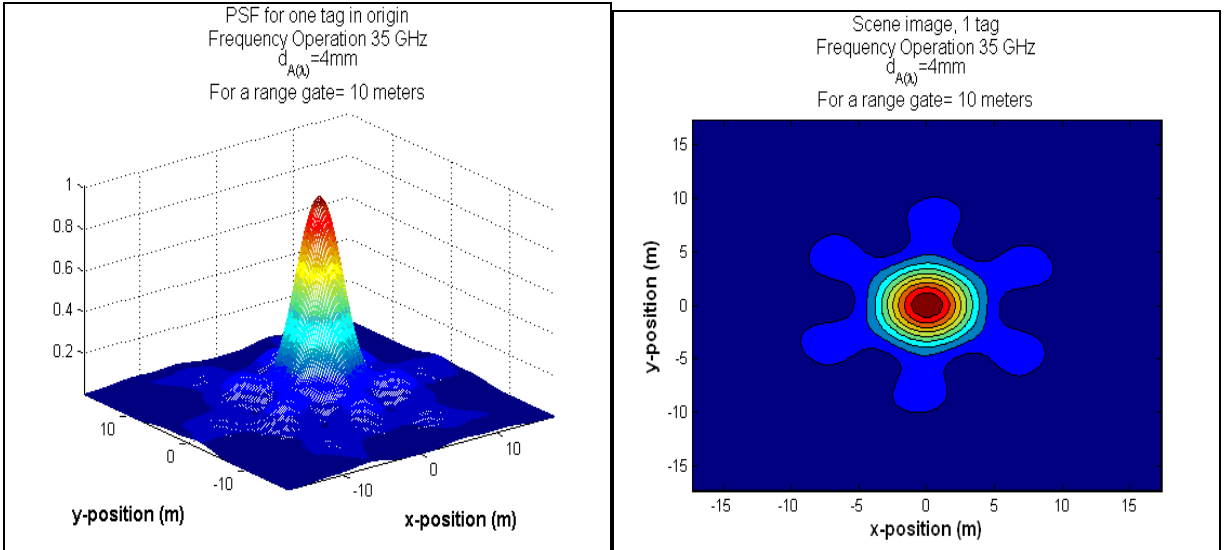 PSF for one tag in origin
Frequency Operation 35 GHz
d_A(λ)=4mm
For a range gate= 10 meters
1
0.8
0.6
0.4
0.2
10
0
-10
-10
0
10
y-position (m)
x-position (m)
Scene image, 1 tag
Frequency Operation 35 GHz
d_A(λ)=4mm
For a range gate= 10 meters
15
10
5
0
-5
-10
-15
-15
-10
-5
0
5
10
15
y-position (m)
x-position (m)